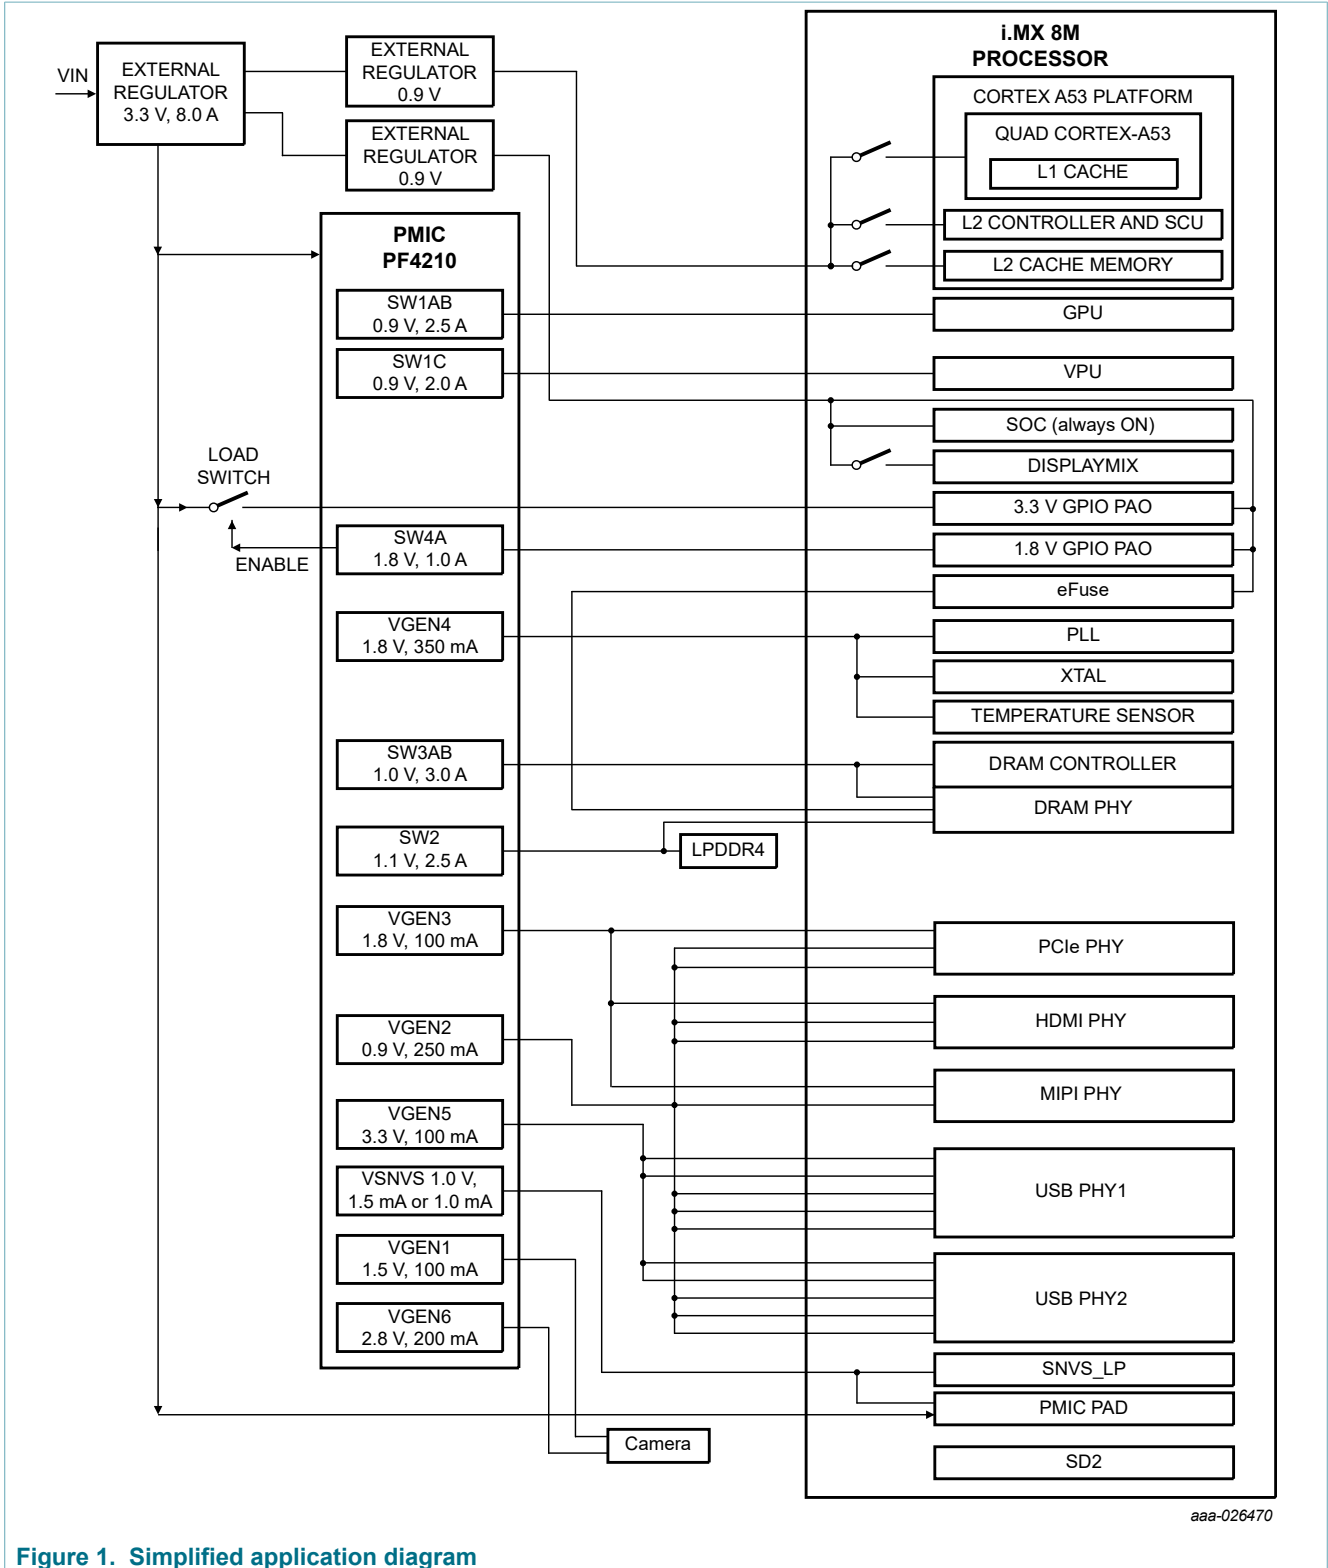 VIN
EXTERNAL
REGULATOR
3.3 V, 8.0 A
EXTERNAL
REGULATOR
0.9 V
EXTERNAL
REGULATOR
0.9 V
PMIC
PF4210
SW1AB
0.9 V, 2.5 A
SW1C
0.9 V, 2.0 A
LOAD
SWITCH
ENABLE
SW4A
1.8 V, 1.0 A
VGEN4
1.8 V, 350 mA
SW3AB
1.0 V, 3.0 A
SW2
1.1 V, 2.5 A
LPDDR4
VGEN3
1.8 V, 100 mA
VGEN2
0.9 V, 250 mA
VGEN5
3.3 V, 100 mA
VSNVS 1.0 V,
1.5 mA or 1.0 mA
VGEN1
1.5 V, 100 mA
VGEN6
2.8 V, 200 mA
Camera
i.MX 8M
PROCESSOR
CORTEX A53 PLATFORM
QUAD CORTEX-A53
L1 CACHE
L2 CONTROLLER AND SCU
L2 CACHE MEMORY
GPU
VPU
SOC (always ON)
DISPLAYMIX
3.3 V GPIO PAO
1.8 V GPIO PAO
eFuse
PLL
XTAL
TEMPERATURE SENSOR
DRAM CONTROLLER
DRAM PHY
PCIe PHY
HDMI PHY
MIPI PHY
USB PHY1
USB PHY2
SNVS_LP
PMIC PAD
SD2
aaa-026470
Figure 1. Simplified application diagram